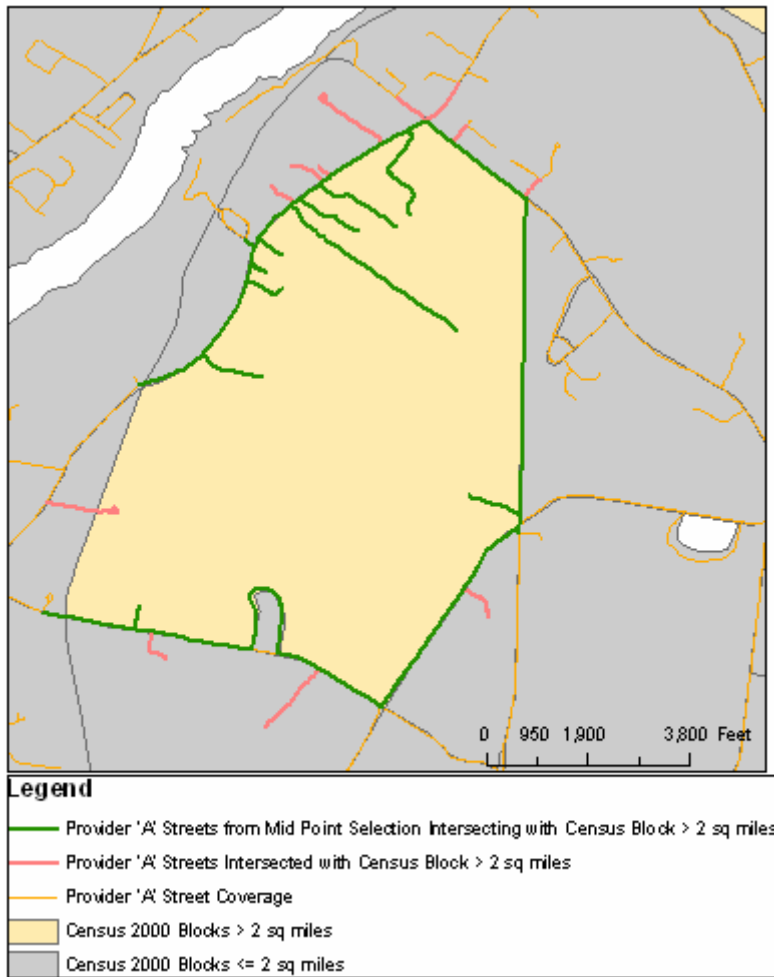 0 950 1,900 3,800 Feet
Legend
Provider 'A' Streets from Mid Point Selection Intersecting with Census Block > 2 sq miles
Provider 'A' Streets Intersected with Census Block > 2 sq miles
Provider 'A' Street Coverage
Census 2000 Blocks > 2 sq miles
Census 2000 Blocks <= 2 sq miles